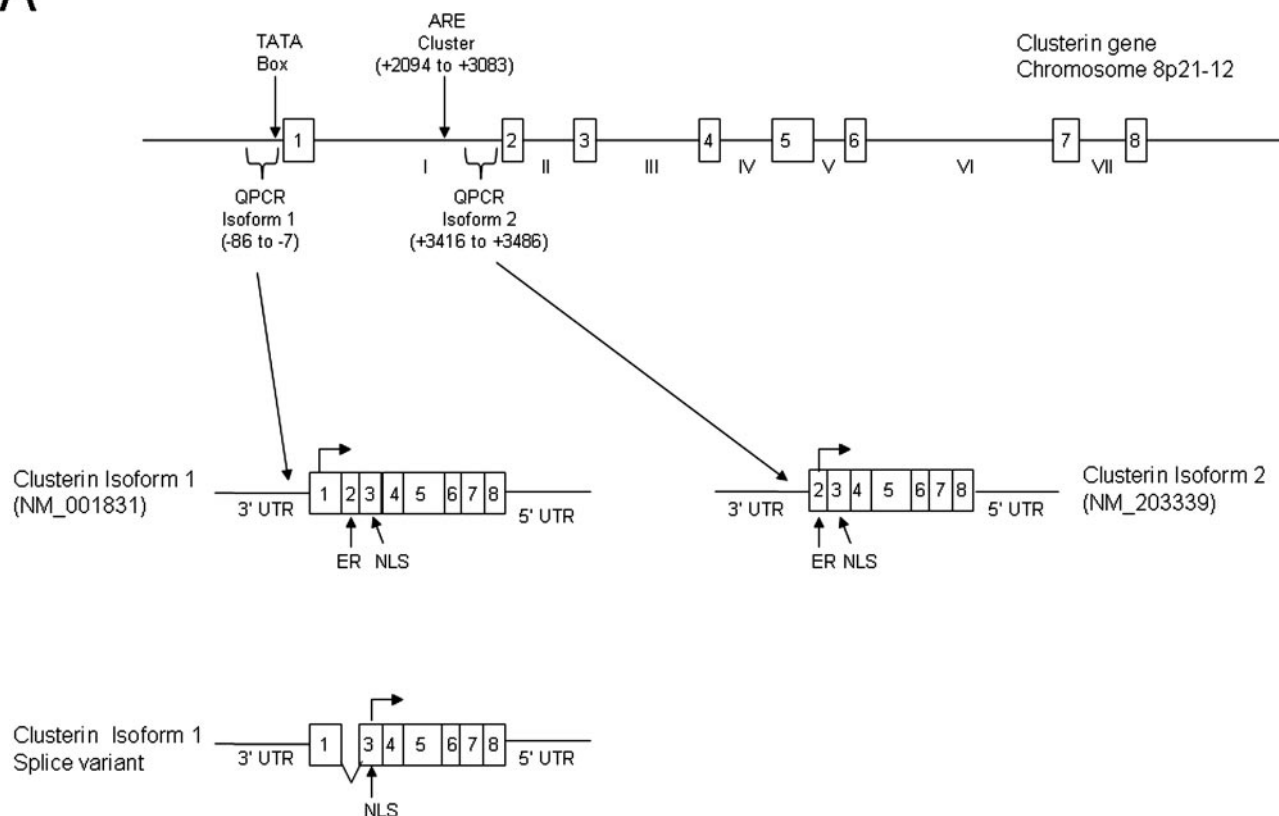 A
TATA
Box
ARE
Cluster
(+2094 to +3083)
Clusterin gene
Chromosome 8p21-12
1 2 3 4 5 6 7 8
I II III IV V VI VII
QPCR
Isoform 1
(-86 to -7)
QPCR
Isoform 2
(+3416 to +3486)
Clusterin Isoform 1
(NM_001831)
3' UTR
1 2 3 4 5 6 7 8
5' UTR
ER NLS
3' UTR
2 3 4 5 6 7 8
5' UTR
ER NLS
Clusterin Isoform 2
(NM_203339)
Clusterin Isoform 1
Splice variant
3' UTR
1 3 4 5 6 7 8
5' UTR
NLS